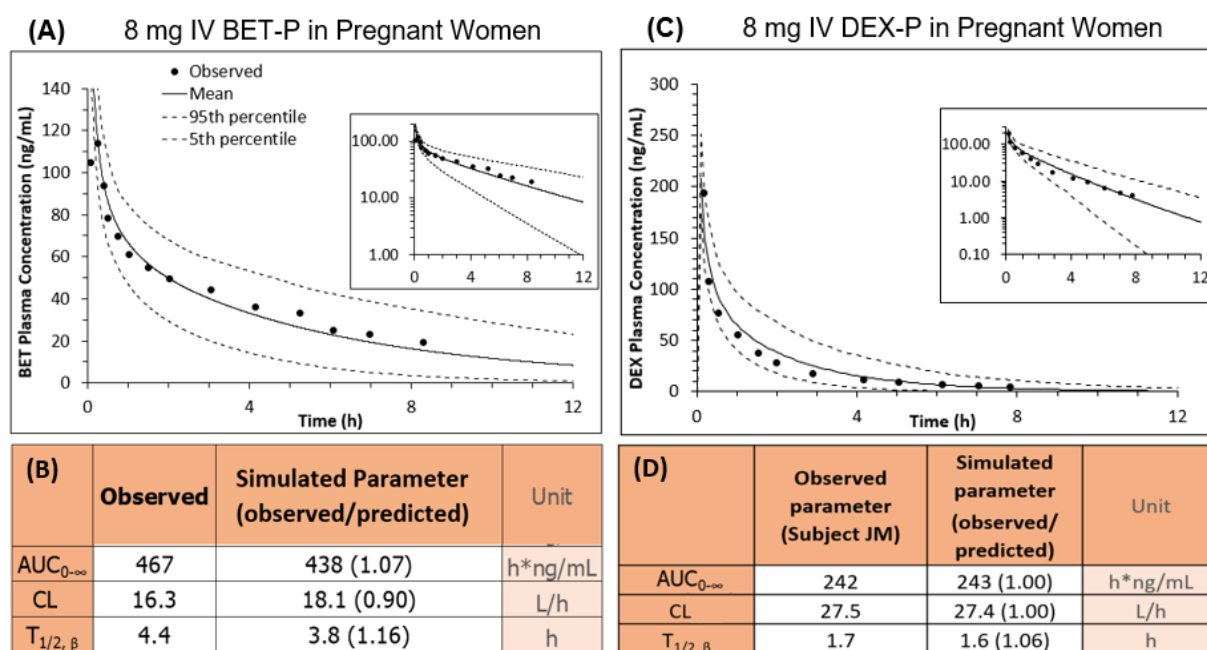 (A) 8 mg IV BET-P in Pregnant Women
BET Plasma Concentration (ng/mL)
140
120
100
80
60
40
20
0
Observed
Mean
95th percentile
5th percentile
100.00
10.00
1.00
0 4 8 12
0 4 8 12
Time (h)
(B)
Observed
Simulated Parameter
(observed/predicted)
Unit
AUC0-∞ 467 438 (1.07) h*ng/mL
CL 16.3 18.1 (0.90) L/h
T1/2, β 4.4 3.8 (1.16) h
(C) 8 mg IV DEX-P in Pregnant Women
DEX Plasma Concentration (ng/mL)
300
250
200
150
100
50
0
100.00
10.00
1.00
0.10
0 4 8 12
0 4 8 12
Time (h)
(D)
Observed
parameter
(Subject JM)
Simulated
parameter
(observed/
predicted)
Unit
AUC0-∞ 242 243 (1.00) h*ng/mL
CL 27.5 27.4 (1.00) L/h
T1/2, β 1.7 1.6 (1.06) h